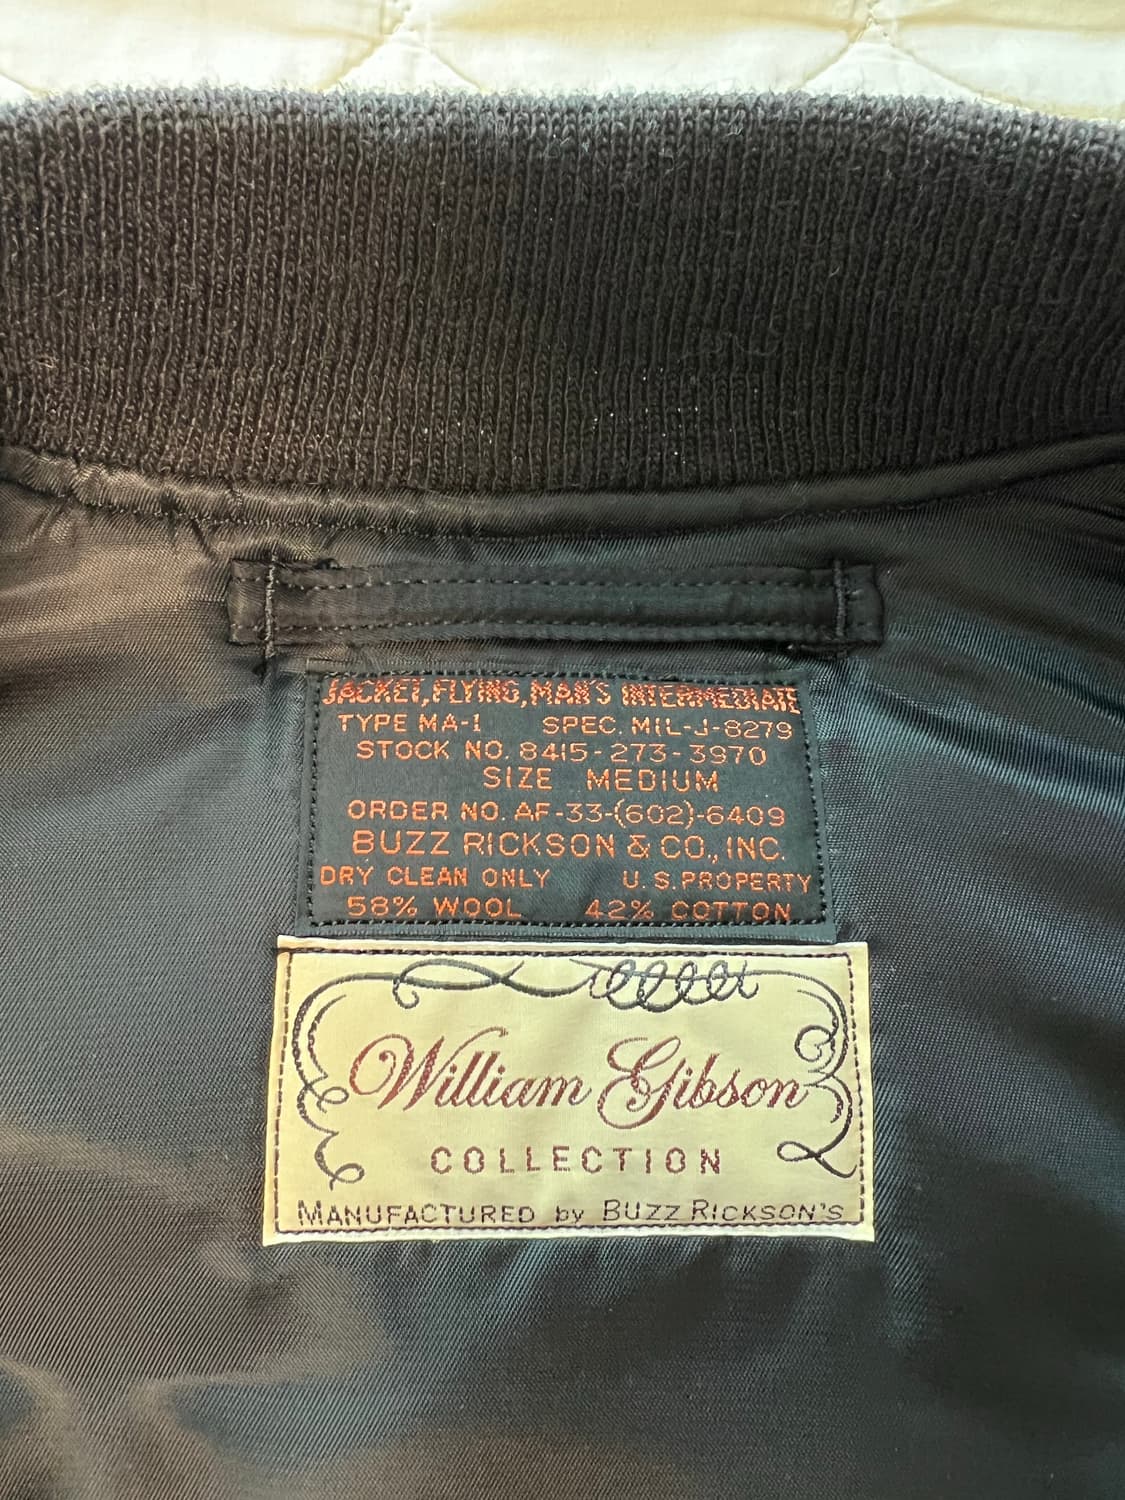 JACKET, FLYING, MAN'S INTERMEDIATE
TYPE MA-1 SPEC. MIL-J-8279
STOCK NO. 8415-273-3970
SIZE MEDIUM
ORDER NO. AF-33-(602)-6409
BUZZ RICKSON & CO., INC.
DRY CLEAN ONLY U.S. PROPERTY
58% WOOL 42% COTTON
William Gibson
COLLECTION
MANUFACTURED by BUZZ RICKSON'S